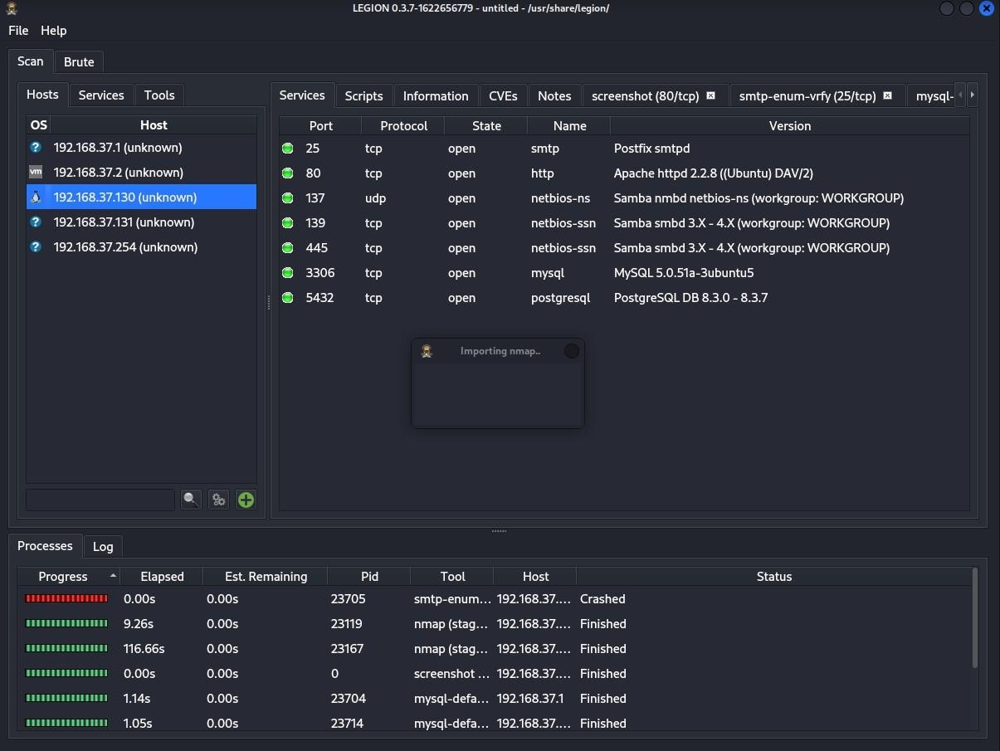 LEGION 0.3.7-1622656779 - untitled - /usr/share/legion/
File Help
Scan Brute
Hosts Services Tools
OS Host
192.168.37.1 (unknown)
vm 192.168.37.2 (unknown)
192.168.37.130 (unknown)
192.168.37.131 (unknown)
192.168.37.254 (unknown)
Services Scripts Information CVEs Notes screenshot (80/tcp) smtp-enum-vrfy (25/tcp) mysql-
Port Protocol State Name Version
25 tcp open smtp Postfix smtpd
80 tcp open http Apache httpd 2.2.8 ((Ubuntu) DAV/2)
137 udp open netbios-ns Samba nmbd netbios-ns (workgroup: WORKGROUP)
139 tcp open netbios-ssn Samba smbd 3.X - 4.X (workgroup: WORKGROUP)
445 tcp open netbios-ssn Samba smbd 3.X - 4.X (workgroup: WORKGROUP)
3306 tcp open mysql MySQL 5.0.51a-3ubuntu5
5432 tcp open postgresql PostgreSQL DB 8.3.0 - 8.3.7
Importing nmap..
Processes Log
Progress Elapsed Est. Remaining Pid Tool Host Status
0.00s 0.00s 23705 smtp-enum... 192.168.37.... Crashed
9.26s 0.00s 23119 nmap (stag... 192.168.37.... Finished
116.66s 0.00s 23167 nmap (stag... 192.168.37.... Finished
0.00s 0.00s 0 screenshot ... 192.168.37.... Finished
1.14s 0.00s 23704 mysql-defa... 192.168.37.1 Finished
1.05s 0.00s 23714 mysql-defa... 192.168.37.... Finished